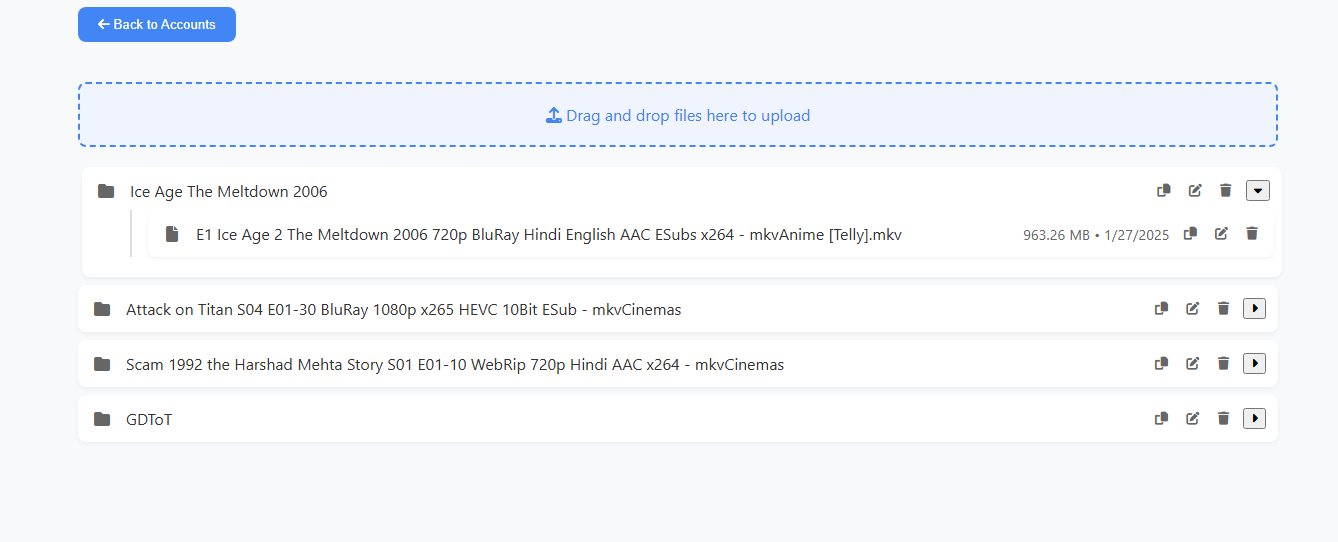 Back to Accounts
Drag and drop files here to upload
Ice Age The Meltdown 2006
E1 Ice Age 2 The Meltdown 2006 720p BluRay Hindi English AAC ESubs x264 - mkvAnime [Telly].mkv 963.26 MB • 1/27/2025
Attack on Titan S04 E01-30 BluRay 1080p x265 HEVC 10Bit ESub - mkvCinemas
Scam 1992 the Harshad Mehta Story S01 E01-10 WebRip 720p Hindi AAC x264 - mkvCinemas
GDToT